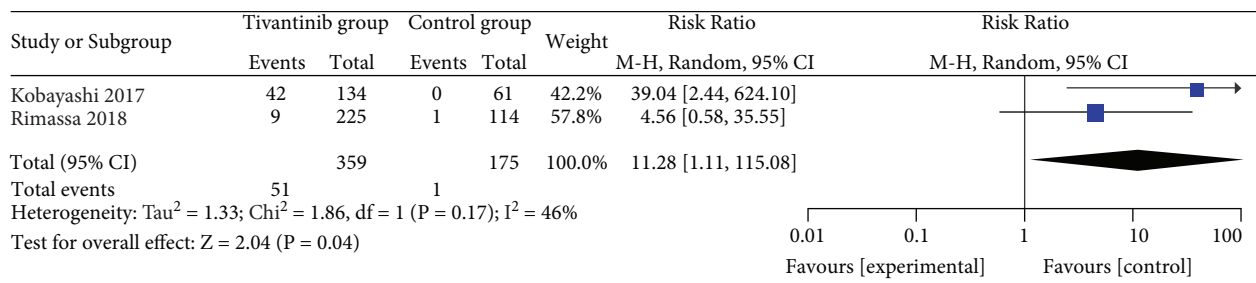 Study or Subgroup Tivantinib group Control group Weight Risk Ratio Risk Ratio
Events Total Events Total M-H, Random, 95% CI M-H, Random, 95% CI
Kobayashi 2017 42 134 0 61 42.2% 39.04 [2.44, 624.10]
Rimassa 2018 9 225 1 114 57.8% 4.56 [0.58, 35.55]
Total (95% CI) 359 175 100.0% 11.28 [1.11, 115.08]
Total events 51 1
Heterogeneity: Tau² = 1.33; Chi² = 1.86, df = 1 (P = 0.17); I² = 46%
Test for overall effect: Z = 2.04 (P = 0.04)
0.01 0.1 1 10 100
Favours [experimental] Favours [control]